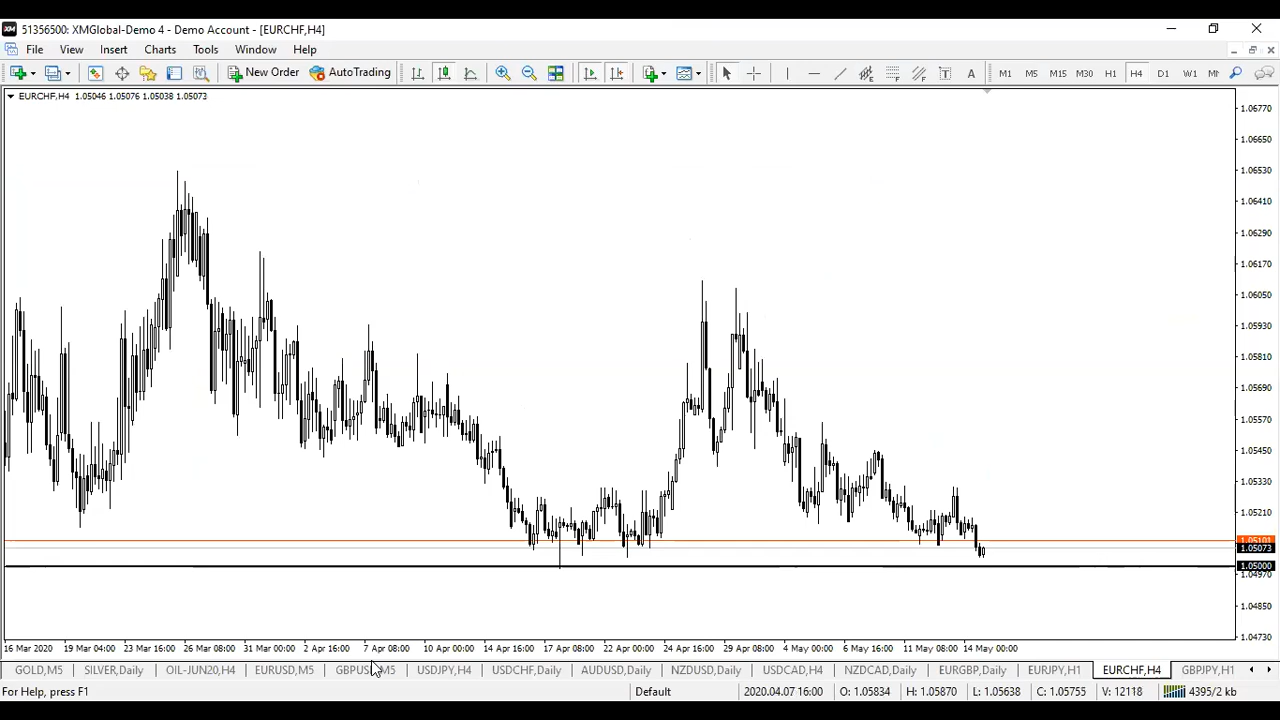 51356500: XMGlobal-Demo 4 - Demo Account - [EURCHF,H4]
File View Insert Charts Tools Window Help
New Order AutoTrading A M1 M5 M15 M30 H1 H4 D1 W1
EURCHF,H4 1.05046 1.05076 1.05038 1.05073
1.06770
1.06650
1.06530
1.06410
1.06290
1.06170
1.06050
1.05930
1.05810
1.05690
1.05570
1.05450
1.05330
1.05210
1.05101
1.05073
1.05000
1.04970
1.04850
1.04730
16 Mar 2020 19 Mar 04:00 23 Mar 16:00 26 Mar 08:00 31 Mar 00:00 2 Apr 16:00 7 Apr 08:00 10 Apr 00:00 14 Apr 16:00 17 Apr 08:00 22 Apr 00:00 24 Apr 16:00 29 Apr 08:00 4 May 00:00 6 May 16:00 11 May 08:00 14 May 00:00
GOLD,M5 SILVER,Daily OIL-JUN20,H4 EURUSD,M5 GBPUSD,M5 USDJPY,H4 USDCHF,Daily AUDUSD,Daily NZDUSD,Daily USDCAD,H4 NZDCAD,Daily EURGBP,Daily EURJPY,H1 EURCHF,H4 GBPJPY,H1
For Help, press F1 Default 2020.04.07 16:00 O: 1.05834 H: 1.05870 L: 1.05638 C: 1.05755 V: 12118 4395/2 kb